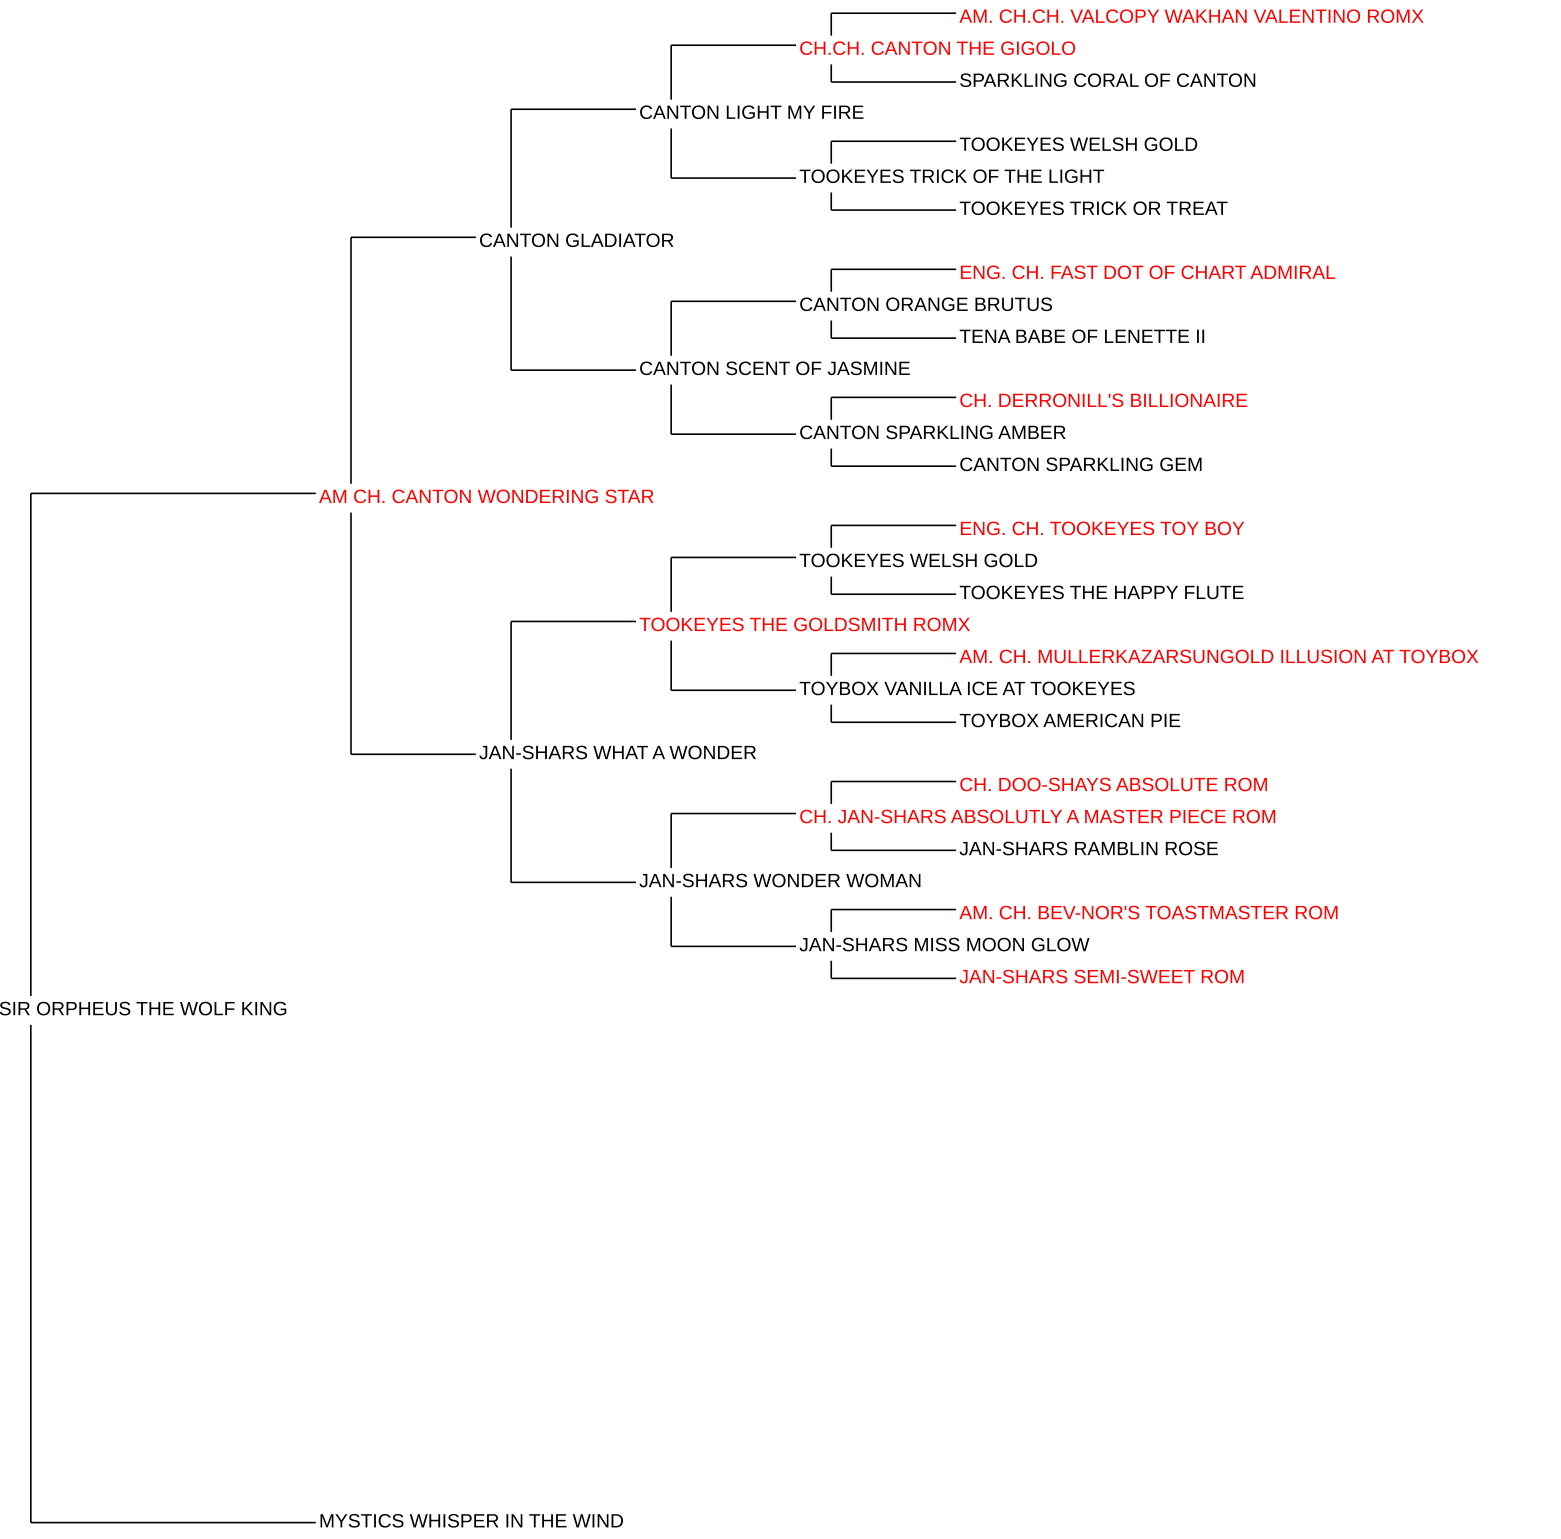 AM. CH.CH. VALCOPY WAKHAN VALENTINO ROMX
CH.CH. CANTON THE GIGOLO
SPARKLING CORAL OF CANTON
CANTON LIGHT MY FIRE
TOOKEYES WELSH GOLD
TOOKEYES TRICK OF THE LIGHT
TOOKEYES TRICK OR TREAT
CANTON GLADIATOR
ENG. CH. FAST DOT OF CHART ADMIRAL
CANTON ORANGE BRUTUS
TENA BABE OF LENETTE II
CANTON SCENT OF JASMINE
CH. DERRONILL'S BILLIONAIRE
CANTON SPARKLING AMBER
CANTON SPARKLING GEM
AM CH. CANTON WONDERING STAR
ENG. CH. TOOKEYES TOY BOY
TOOKEYES WELSH GOLD
TOOKEYES THE HAPPY FLUTE
TOOKEYES THE GOLDSMITH ROMX
AM. CH. MULLERKAZARSUNGOLD ILLUSION AT TOYBOX
TOYBOX VANILLA ICE AT TOOKEYES
TOYBOX AMERICAN PIE
JAN-SHARS WHAT A WONDER
CH. DOO-SHAYS ABSOLUTE ROM
CH. JAN-SHARS ABSOLUTLY A MASTER PIECE ROM
JAN-SHARS RAMBLIN ROSE
JAN-SHARS WONDER WOMAN
AM. CH. BEV-NOR'S TOASTMASTER ROM
JAN-SHARS MISS MOON GLOW
JAN-SHARS SEMI-SWEET ROM
SIR ORPHEUS THE WOLF KING
MYSTICS WHISPER IN THE WIND